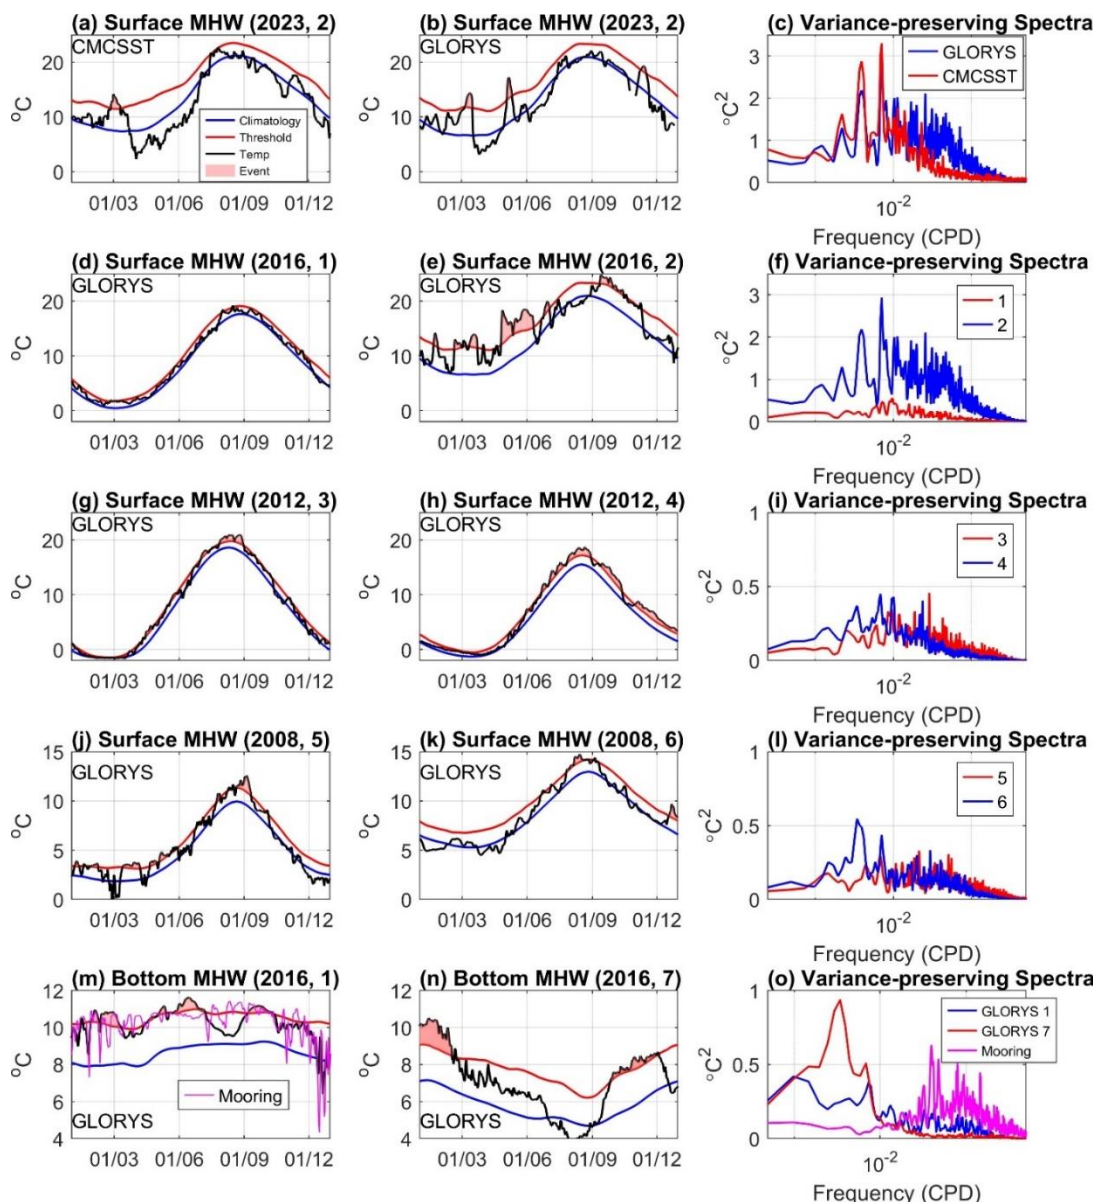 (a) Surface MHW (2023, 2)
CMCSST
20
10
0
°C
01/03 01/06 01/09 01/12
Climatology
Threshold
Temp
Event
(b) Surface MHW (2023, 2)
GLORYS
20
10
0
°C
01/03 01/06 01/09 01/12
(c) Variance-preserving Spectra
GLORYS
CMCSST
3
2
1
0
°C²
10⁻²
Frequency (CPD)
(d) Surface MHW (2016, 1)
GLORYS
20
10
0
°C
01/03 01/06 01/09 01/12
(e) Surface MHW (2016, 2)
GLORYS
20
10
0
°C
01/03 01/06 01/09 01/12
(f) Variance-preserving Spectra
1
2
3
2
1
0
°C²
10⁻²
Frequency (CPD)
(g) Surface MHW (2012, 3)
GLORYS
20
10
0
°C
01/03 01/06 01/09 01/12
(h) Surface MHW (2012, 4)
GLORYS
20
10
0
°C
01/03 01/06 01/09 01/12
(i) Variance-preserving Spectra
3
4
1
0.5
0
°C²
10⁻²
Frequency (CPD)
(j) Surface MHW (2008, 5)
GLORYS
15
10
5
0
°C
01/03 01/06 01/09 01/12
(k) Surface MHW (2008, 6)
GLORYS
15
10
5
0
°C
01/03 01/06 01/09 01/12
(l) Variance-preserving Spectra
5
6
1
0.5
0
°C²
10⁻²
Frequency (CPD)
(m) Bottom MHW (2016, 1)
12
10
8
6
4
°C
Mooring
GLORYS
01/03 01/06 01/09 01/12
(n) Bottom MHW (2016, 7)
12
10
8
6
4
°C
GLORYS
01/03 01/06 01/09 01/12
(o) Variance-preserving Spectra
GLORYS 1
GLORYS 7
Mooring
1
0.5
0
°C²
10⁻²
Frequency (CPD)